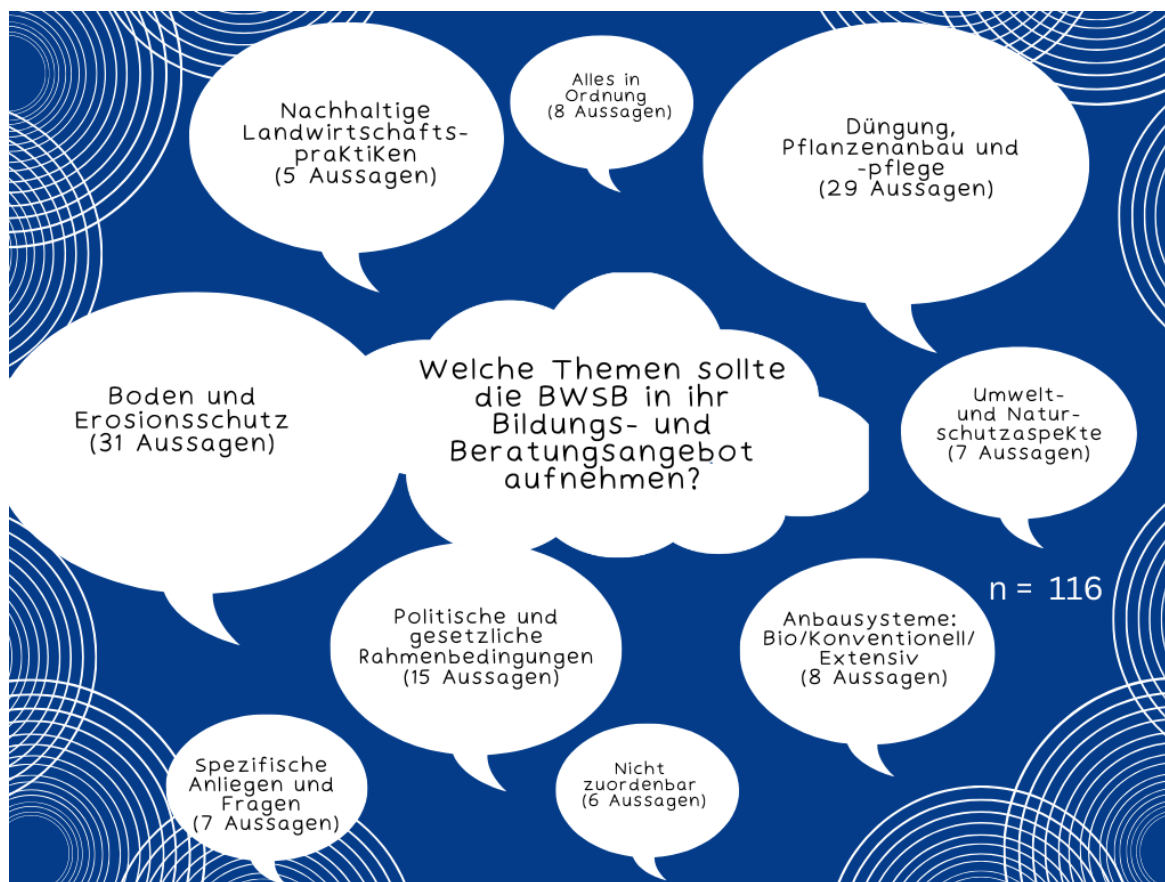 Nachhaltige
Landwirtschafts-
praktiken
(5 Aussagen)
Alles in
Ordnung
(8 Aussagen)
Düngung,
Pflanzenanbau und
-pflege
(29 Aussagen)
Boden und
Erosionsschutz
(31 Aussagen)
Welche Themen sollte
die BWSB in ihr
Bildungs- und
Beratungsangebot
aufnehmen?
Umwelt-
und Natur-
schutzaspekte
(7 Aussagen)
n = 116
Politische und
gesetzliche
Rahmenbedingungen
(15 Aussagen)
Anbausysteme:
Bio/Konventionell/
Extensiv
(8 Aussagen)
Spezifische
Anliegen und
Fragen
(7 Aussagen)
Nicht
zuordenbar
(6 Aussagen)